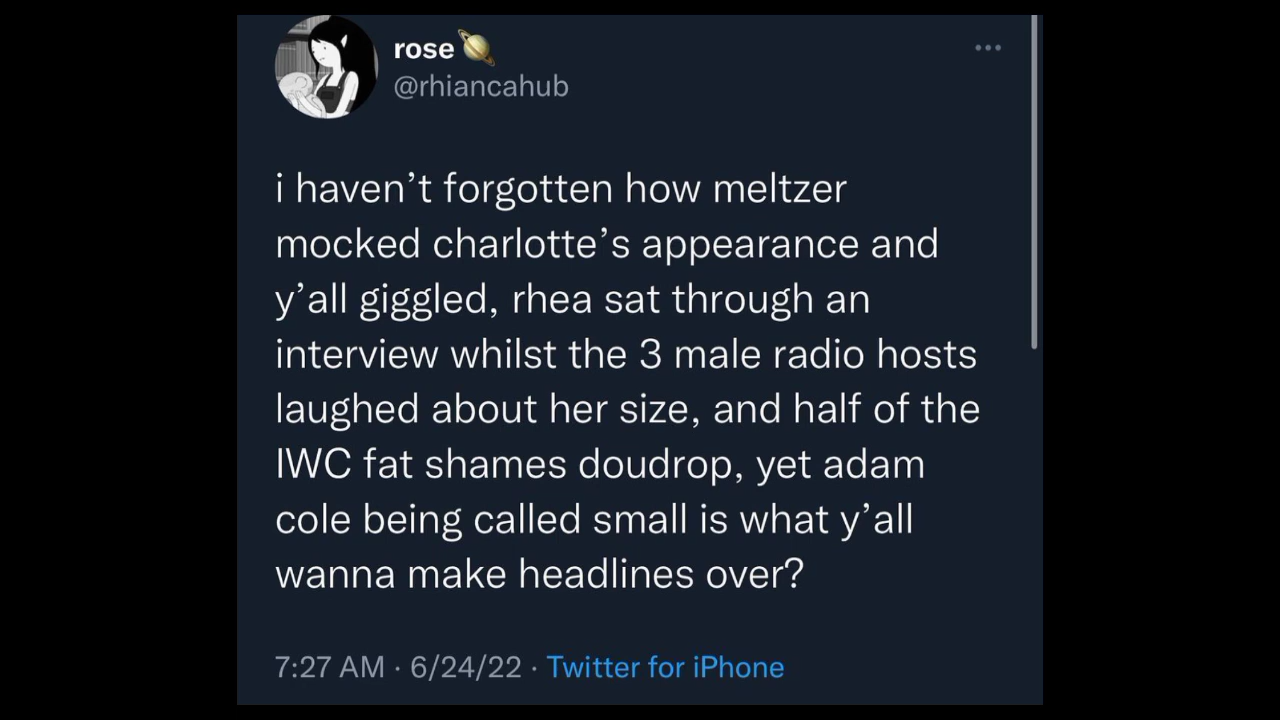 rose🪐
@rhiancahub
i haven’t forgotten how meltzer
mocked charlotte’s appearance and
y’all giggled, rhea sat through an
interview whilst the 3 male radio hosts
laughed about her size, and half of the
IWC fat shames doudrop, yet adam
cole being called small is what y’all
wanna make headlines over?
7:27 AM · 6/24/22 · Twitter for iPhone